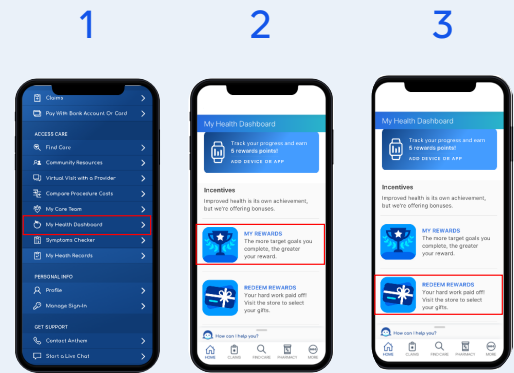 1
Claims
Pay With Bank Account Or Card
ACCESS CARE
Find Care
Community Resources
Virtual Visit with a Provider
Compare Procedure Costs
My Care Team
My Health Dashboard
Symptoms Checker
My Health Records
PERSONAL INFO
Profile
Manage Sign-In
GET SUPPORT
Contact Anthem
Start a Live Chat
2
My Health Dashboard
Track your progress and earn
5 rewards points!
ADD DEVICE OR APP
Incentives
Improved health is its own achievement,
but we're offering bonuses.
MY REWARDS
The more target goals you
complete, the greater
your reward.
REDEEM REWARDS
Your hard work paid off!
Visit the store to select
your gifts.
How can I help you?
HOME CLAIMS FIND CARE PHARMACY MORE
3
My Health Dashboard
Track your progress and earn
5 rewards points!
ADD DEVICE OR APP
Incentives
Improved health is its own achievement,
but we're offering bonuses.
MY REWARDS
The more target goals you
complete, the greater
your reward.
REDEEM REWARDS
Your hard work paid off!
Visit the store to select
your gifts.
How can I help you?
HOME CLAIMS FIND CARE PHARMACY MORE